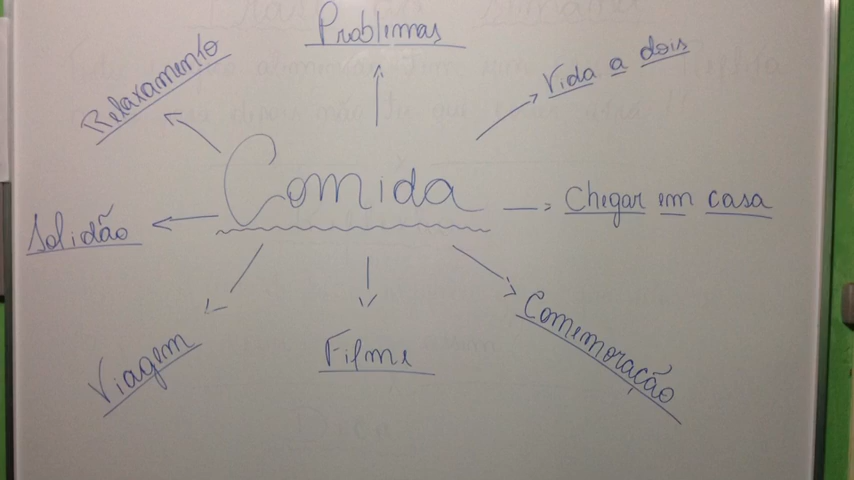 Problemas
Relaxamento
Vida a dois
Comida
Chegar em casa
Solidão
Viagem
Filme
Comemoração